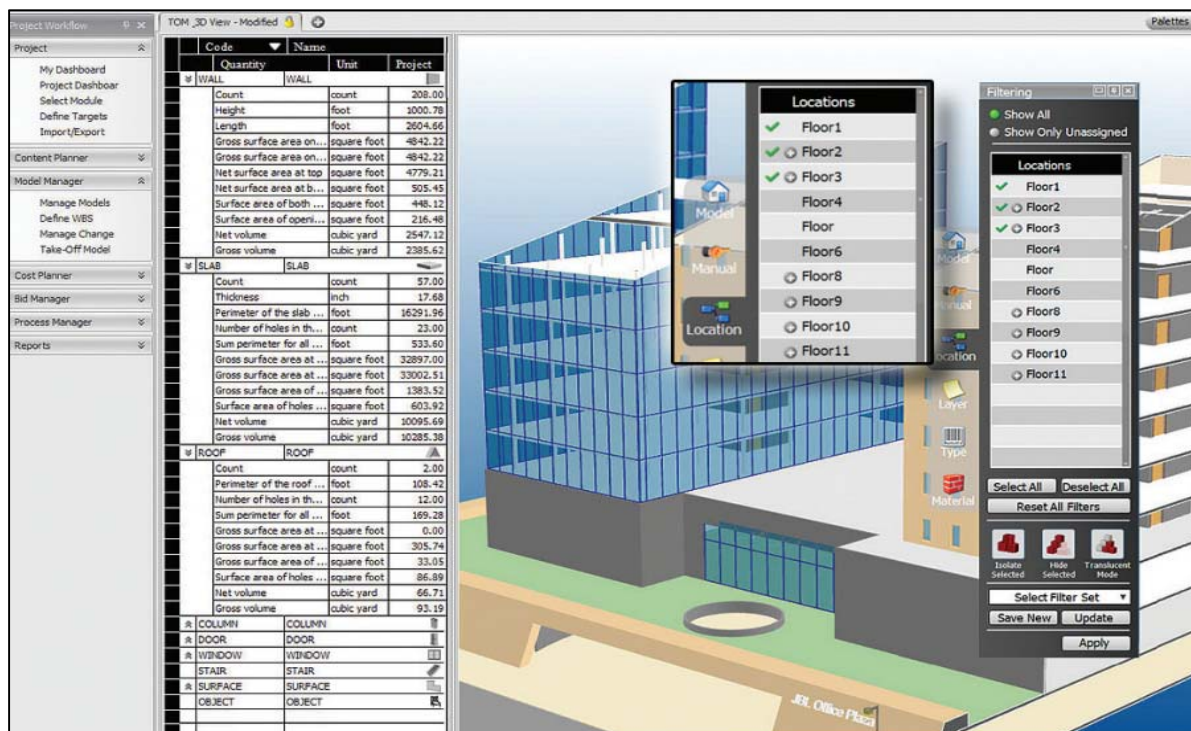 Project Workflow
Project
My Dashboard
Project Dashboar
Select Module
Define Targets
Import/Export
Content Planner
Model Manager
Manage Models
Define WBS
Manage Change
Take-Off Model
Cost Planner
Bid Manager
Process Manager
Reports
TOM _3D View - Modified
Palettes
Code Name
Quantity Unit Project
WALL WALL
Count count 208.00
Height foot 1000.78
Length foot 2604.66
Gross surface area on... square foot 4842.22
Gross surface area on... square foot 4842.22
Net surface area at top square foot 4779.21
Net surface area at b... square foot 505.45
Surface area of both ... square foot 448.12
Surface area of openi... square foot 216.48
Net volume cubic yard 2547.12
Gross volume cubic yard 2385.62
SLAB SLAB
Count count 57.00
Thickness inch 17.68
Perimeter of the slab ... foot 16291.96
Number of holes in th... count 23.00
Sum perimeter for all ... foot 533.60
Gross surface area at ... square foot 32897.00
Gross surface area at ... square foot 33002.51
Gross surface area of ... square foot 1383.52
Surface area of holes ... square foot 603.92
Net volume cubic yard 10095.69
Gross volume cubic yard 10285.38
ROOF ROOF
Count count 2.00
Perimeter of the roof ... foot 108.42
Number of holes in th... count 12.00
Sum perimeter for all ... foot 169.28
Gross surface area at ... square foot 0.00
Gross surface area at ... square foot 305.74
Gross surface area of ... square foot 33.05
Surface area of holes ... square foot 86.89
Net volume cubic yard 66.71
Gross volume cubic yard 93.19
COLUMN COLUMN
DOOR DOOR
WINDOW WINDOW
STAIR STAIR
SURFACE SURFACE
OBJECT OBJECT
Model
Manual
Location
Locations
Floor1
Floor2
Floor3
Floor4
Floor
Floor6
Floor8
Floor9
Floor10
Floor11
Model
Manual
Location
Layer
Type
Material
Filtering
Show All
Show Only Unassigned
Locations
Floor1
Floor2
Floor3
Floor4
Floor
Floor6
Floor8
Floor9
Floor10
Floor11
Select All Deselect All
Reset All Filters
Isolate Selected
Hide Selected
Translucent Mode
Select Filter Set
Save New Update
Apply
JBL Office Plaza